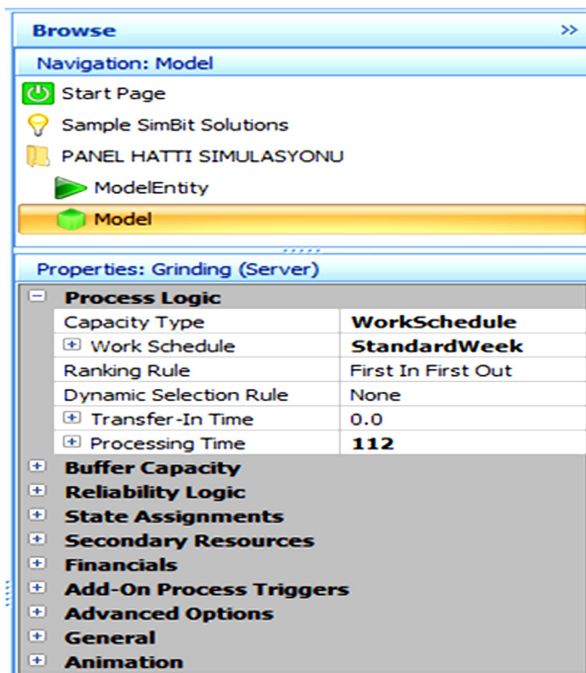 Browse »
Navigation: Model
Start Page
Sample SimBit Solutions
PANEL HATTI SIMULASYONU
ModelEntity
Model
Properties: Grinding (Server)
Process Logic
Capacity Type WorkSchedule
Work Schedule StandardWeek
Ranking Rule First In First Out
Dynamic Selection Rule None
Transfer-In Time 0.0
Processing Time 112
Buffer Capacity
Reliability Logic
State Assignments
Secondary Resources
Financials
Add-On Process Triggers
Advanced Options
General
Animation